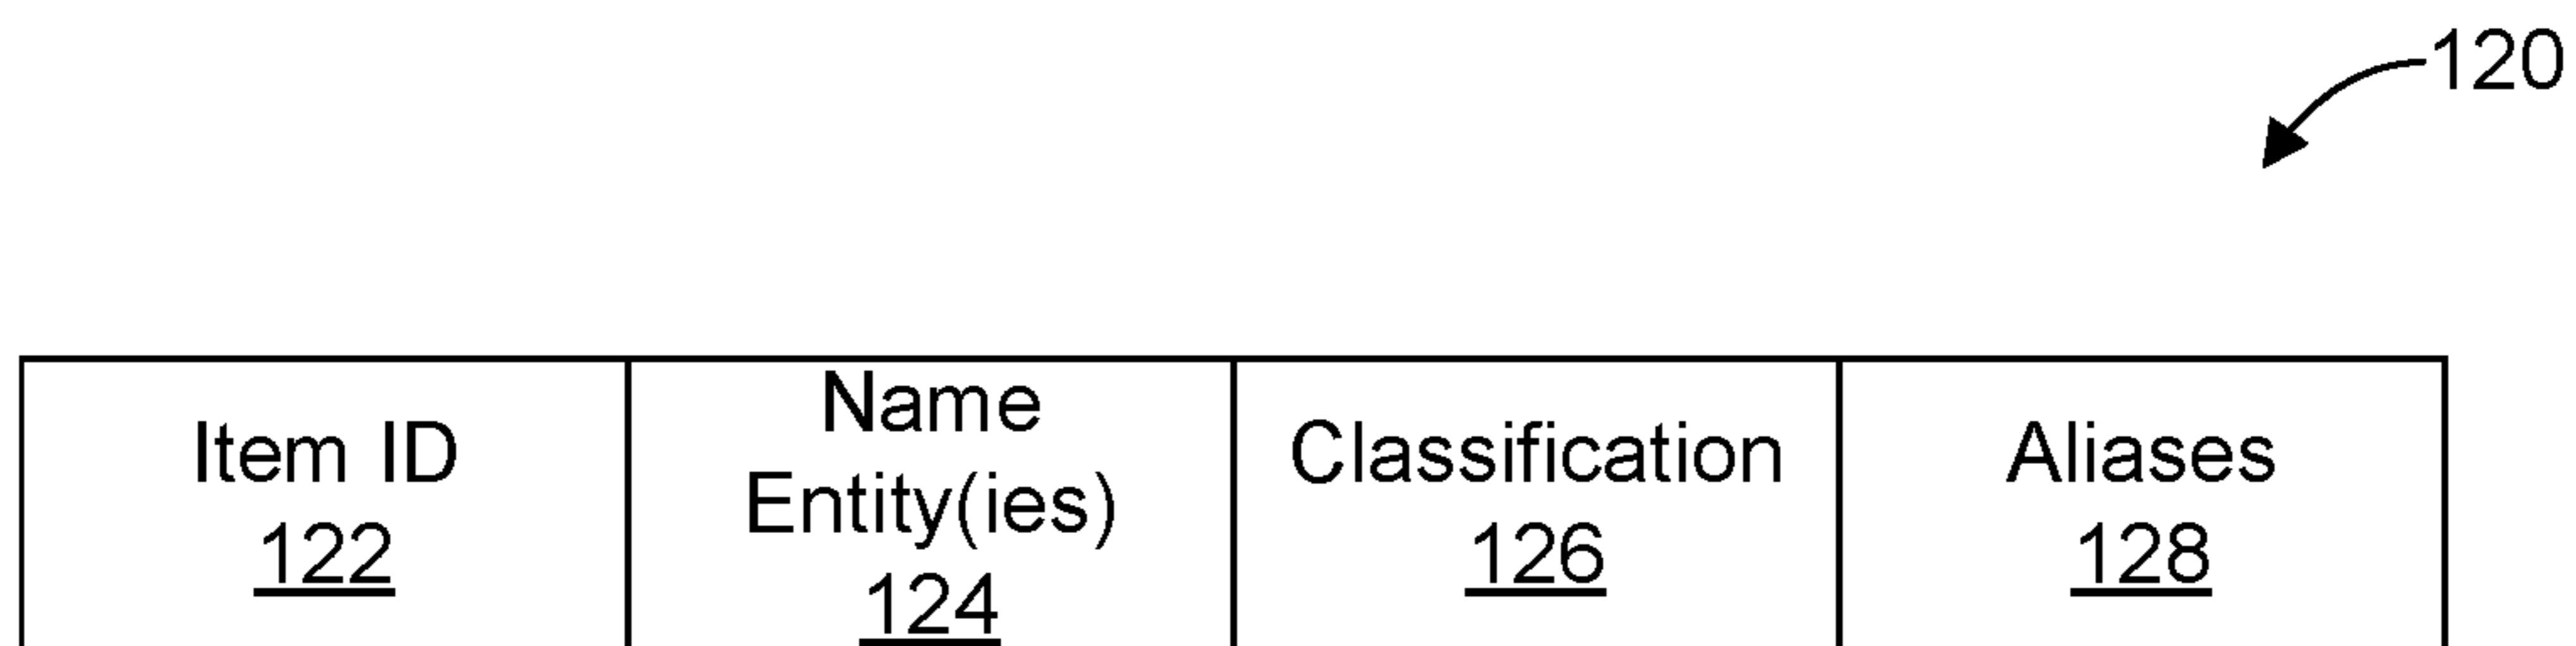 120
Item ID
122
Name
Entity(ies)
124
Classification
126
Aliases
128